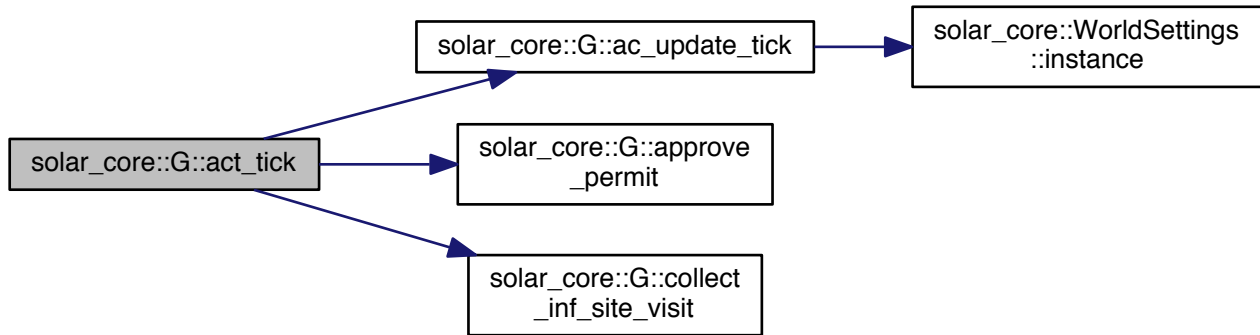 solar_core::G::act_tick
solar_core::G::ac_update_tick
solar_core::WorldSettings
::instance
solar_core::G::approve
_permit
solar_core::G::collect
_inf_site_visit